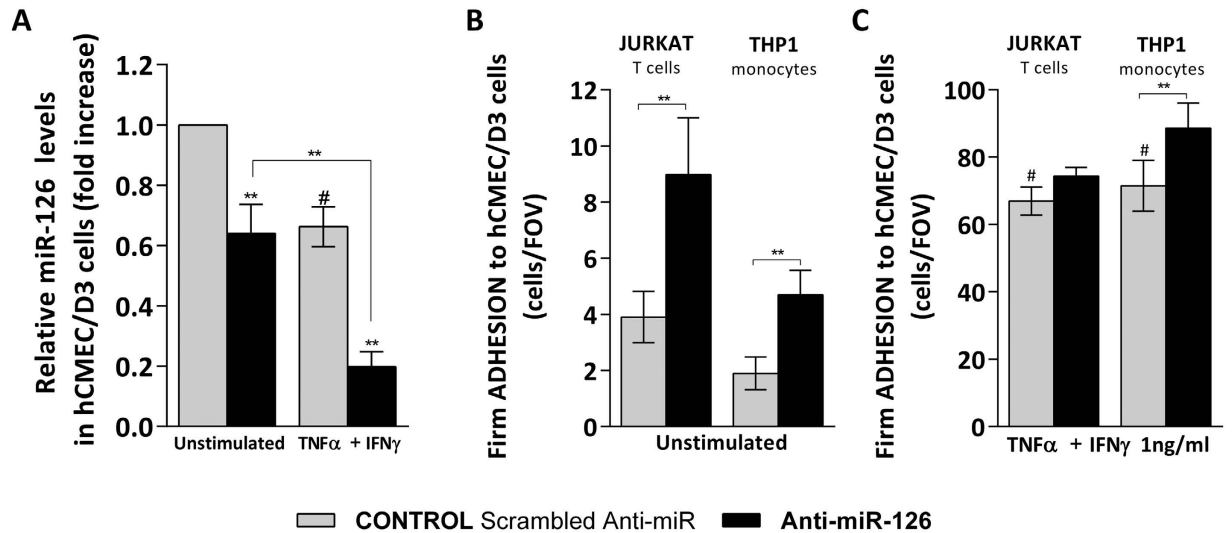 A
Relative miR-126 levels
in hCMEC/D3 cells (fold increase)
1.2
1.0
0.8
0.6
0.4
0.2
0.0
**
**
#
**
Unstimulated
TNFα + IFNγ
B
JURKAT
T cells
THP1
monocytes
Firm ADHESION to hCMEC/D3 cells
(cells/FOV)
12
10
8
6
4
2
0
**
**
Unstimulated
C
JURKAT
T cells
THP1
monocytes
Firm ADHESION to hCMEC/D3 cells
(cells/FOV)
100
80
60
40
20
0
**
#
#
TNFα + IFNγ 1ng/ml
CONTROL Scrambled Anti-miR
Anti-miR-126